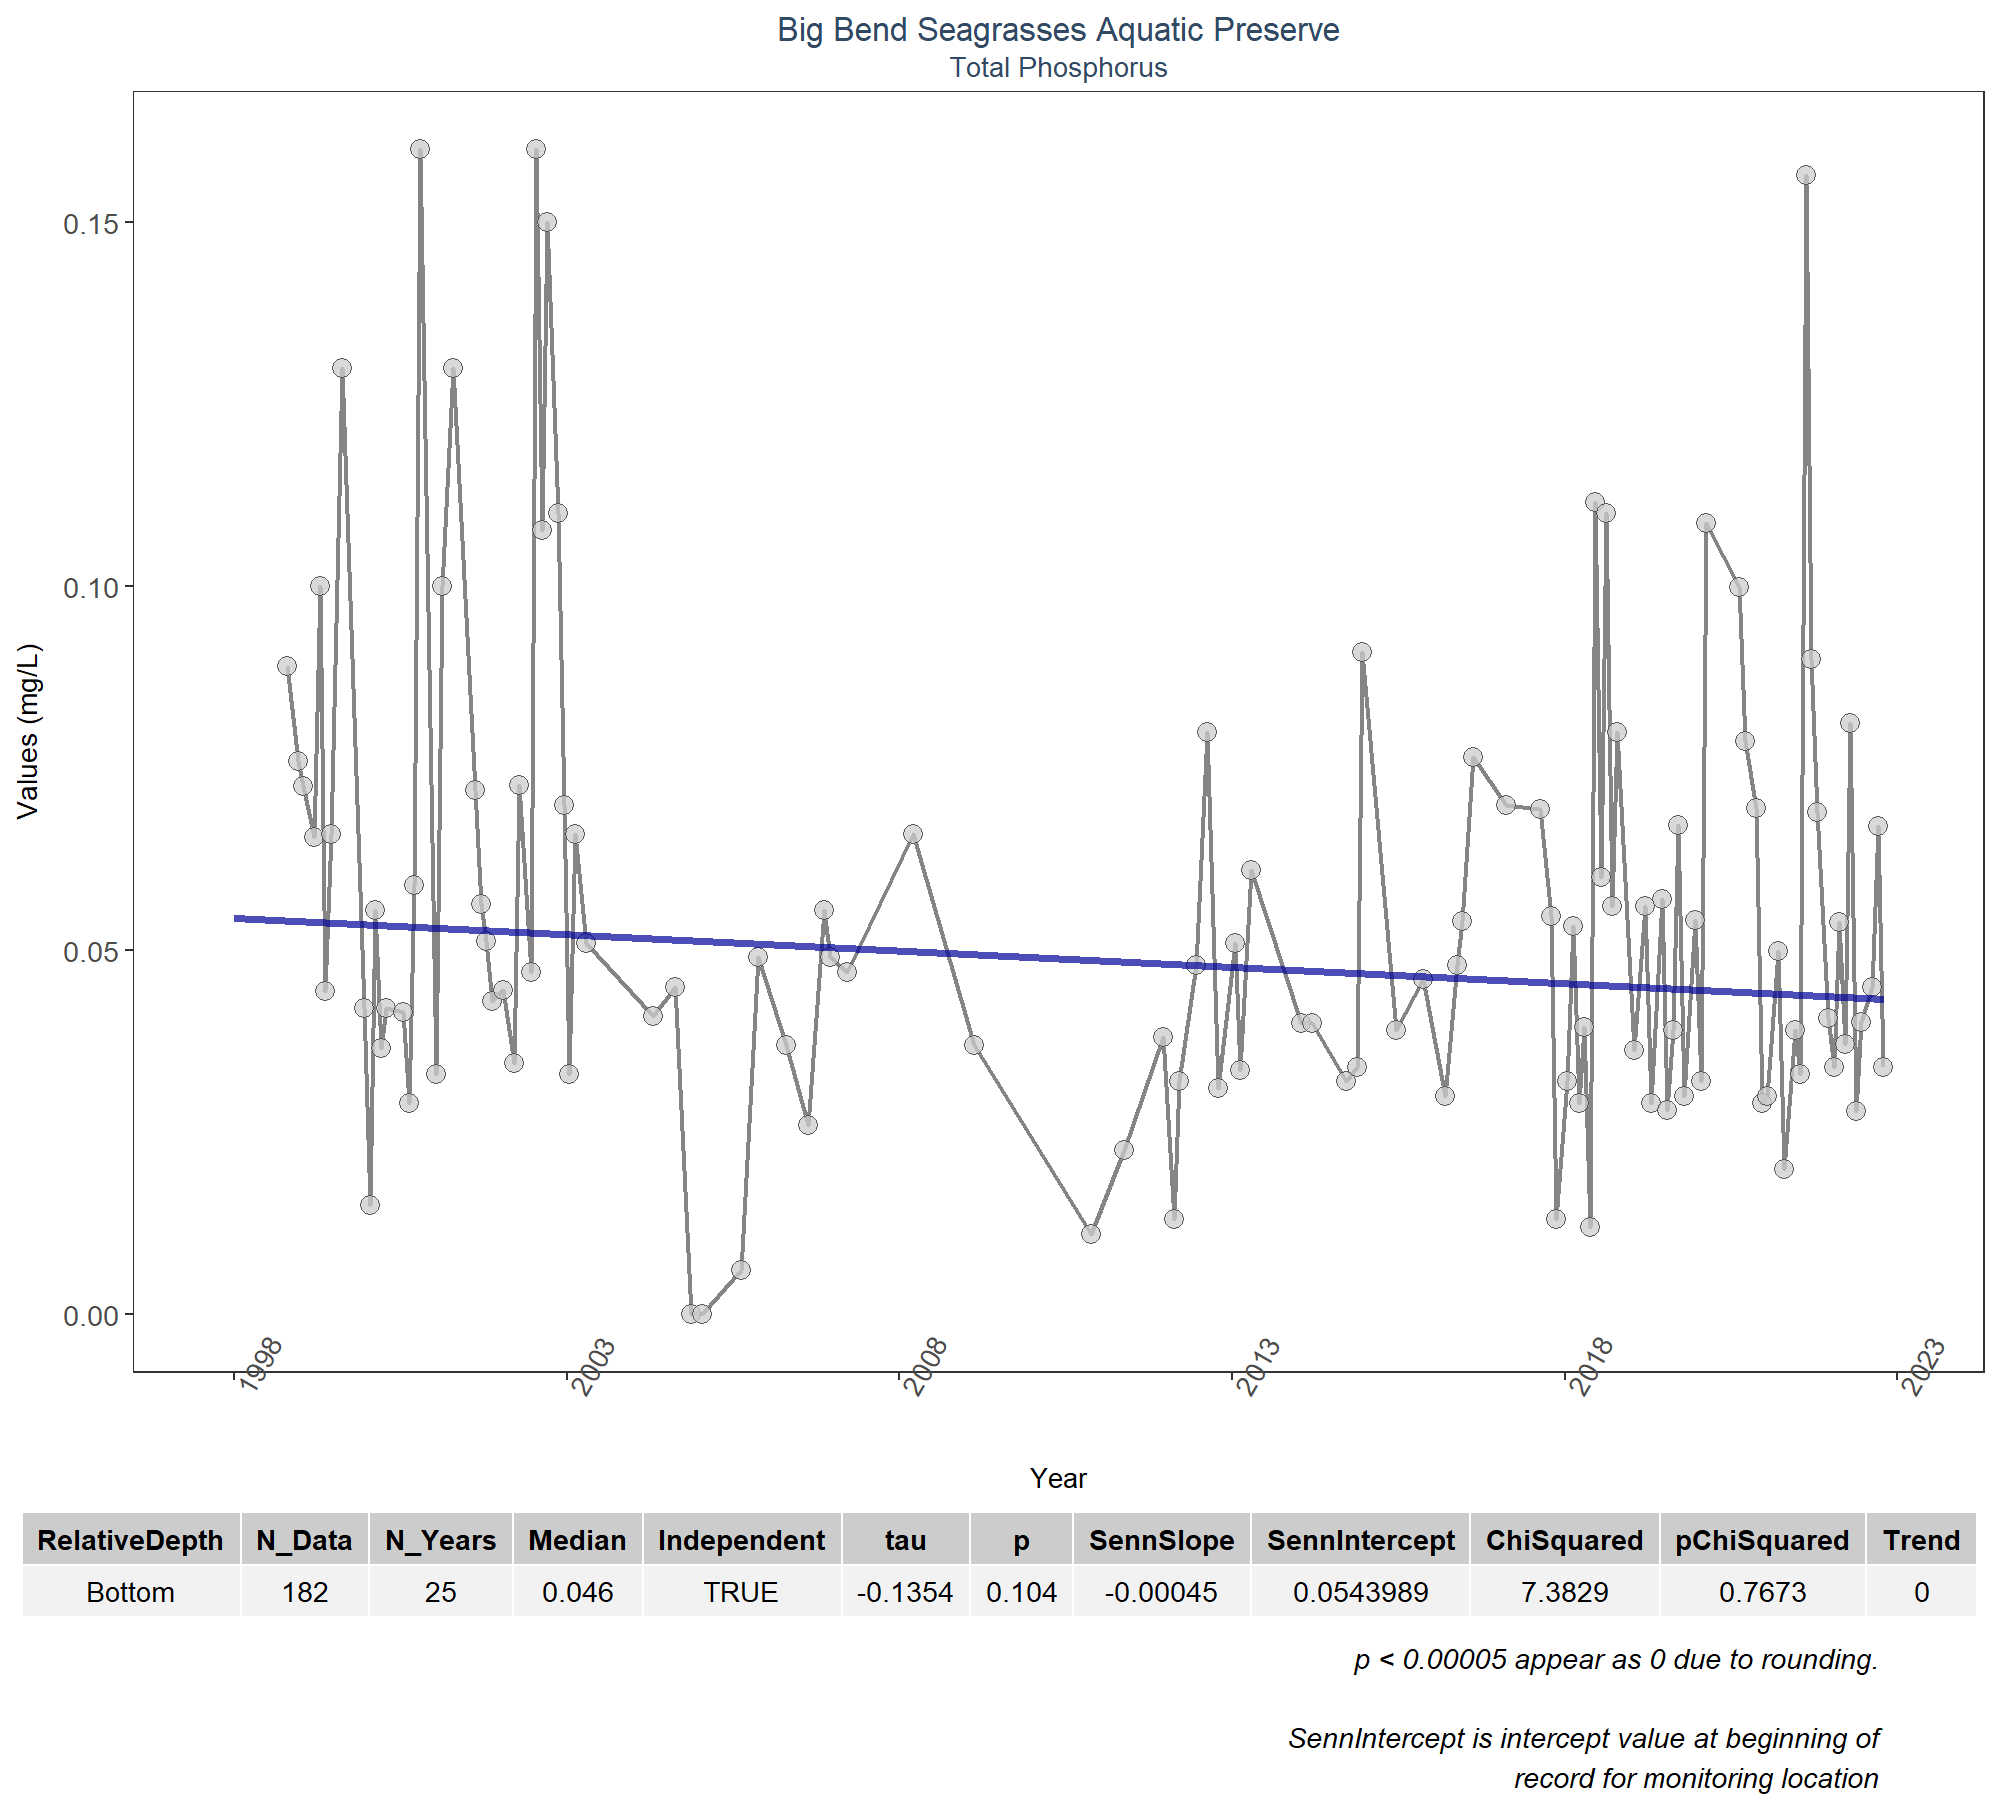 Big Bend Seagrasses Aquatic Preserve
Total Phosphorus
Values (mg/L)
0.15
0.10
0.05
0.00
1998 2003 2008 2013 2018 2023
Year
RelativeDepth N_Data N_Years Median Independent tau p SennSlope SennIntercept ChiSquared pChiSquared Trend
Bottom 182 25 0.046 TRUE -0.1354 0.104 -0.00045 0.0543989 7.3829 0.7673 0
p < 0.00005 appear as 0 due to rounding.
SennIntercept is intercept value at beginning of
record for monitoring location